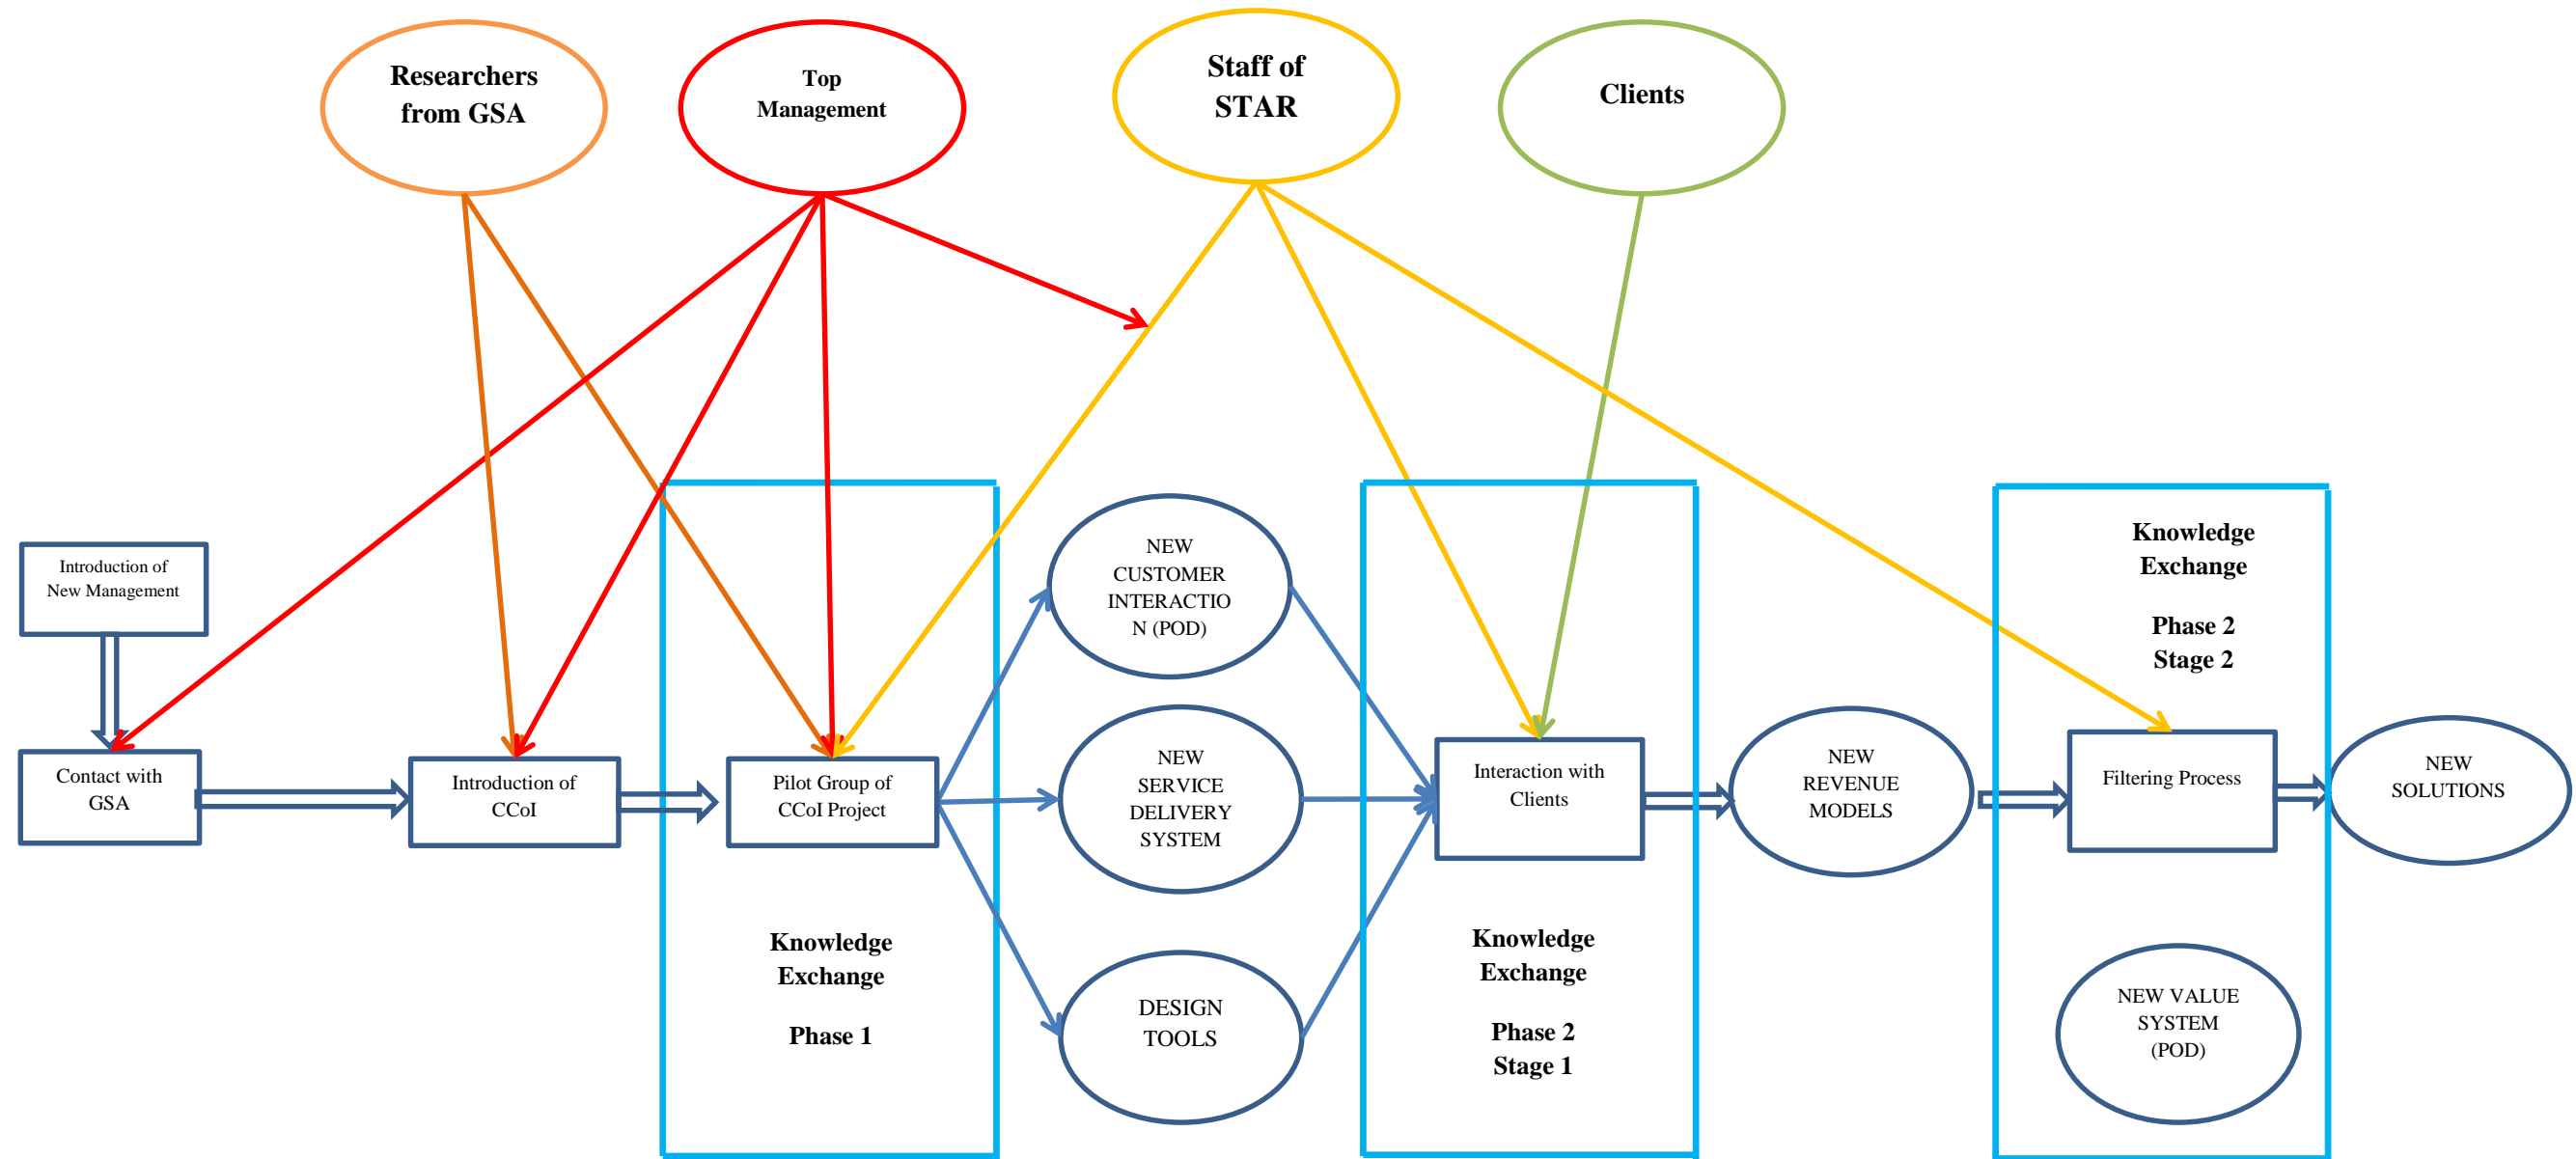 Researchers
from GSA
Top
Management
Staff of
STAR
Clients
Introduction of
New Management
Contact with
GSA
Introduction of
CCoI
Pilot Group of
CCoI Project
Knowledge
Exchange
Phase 1
NEW
CUSTOMER
INTERACTIO
N (POD)
NEW
SERVICE
DELIVERY
SYSTEM
DESIGN
TOOLS
Interaction with
Clients
Knowledge
Exchange
Phase 2
Stage 1
NEW
REVENUE
MODELS
Knowledge
Exchange
Phase 2
Stage 2
Filtering Process
NEW VALUE
SYSTEM
(POD)
NEW
SOLUTIONS